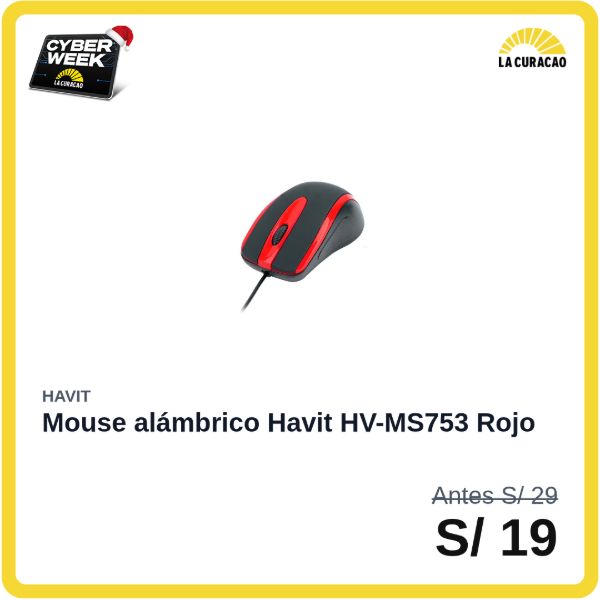 CYBER
WEEK
LA CURACAO
LA CURACAO
HAVIT
Mouse alámbrico Havit HV-MS753 Rojo
Antes S/ 29
S/ 19